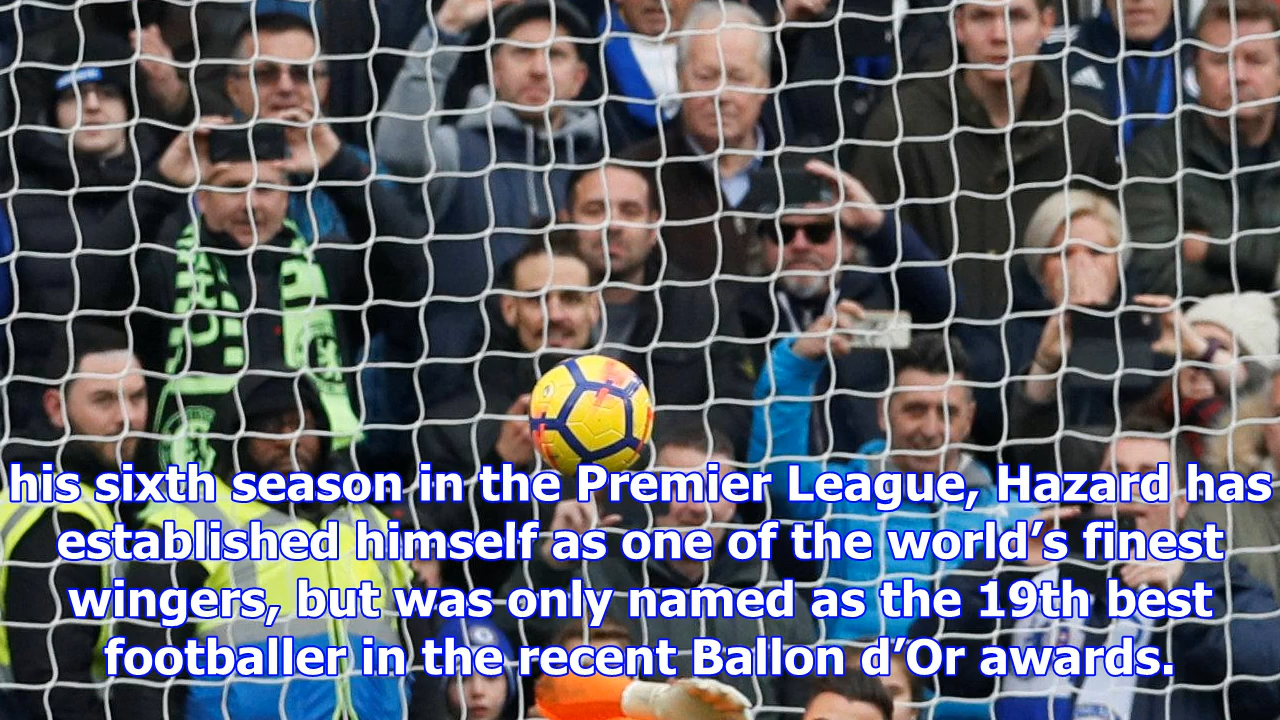 his sixth season in the Premier League, Hazard has
established himself as one of the world’s finest
wingers, but was only named as the 19th best
footballer in the recent Ballon d’Or awards.